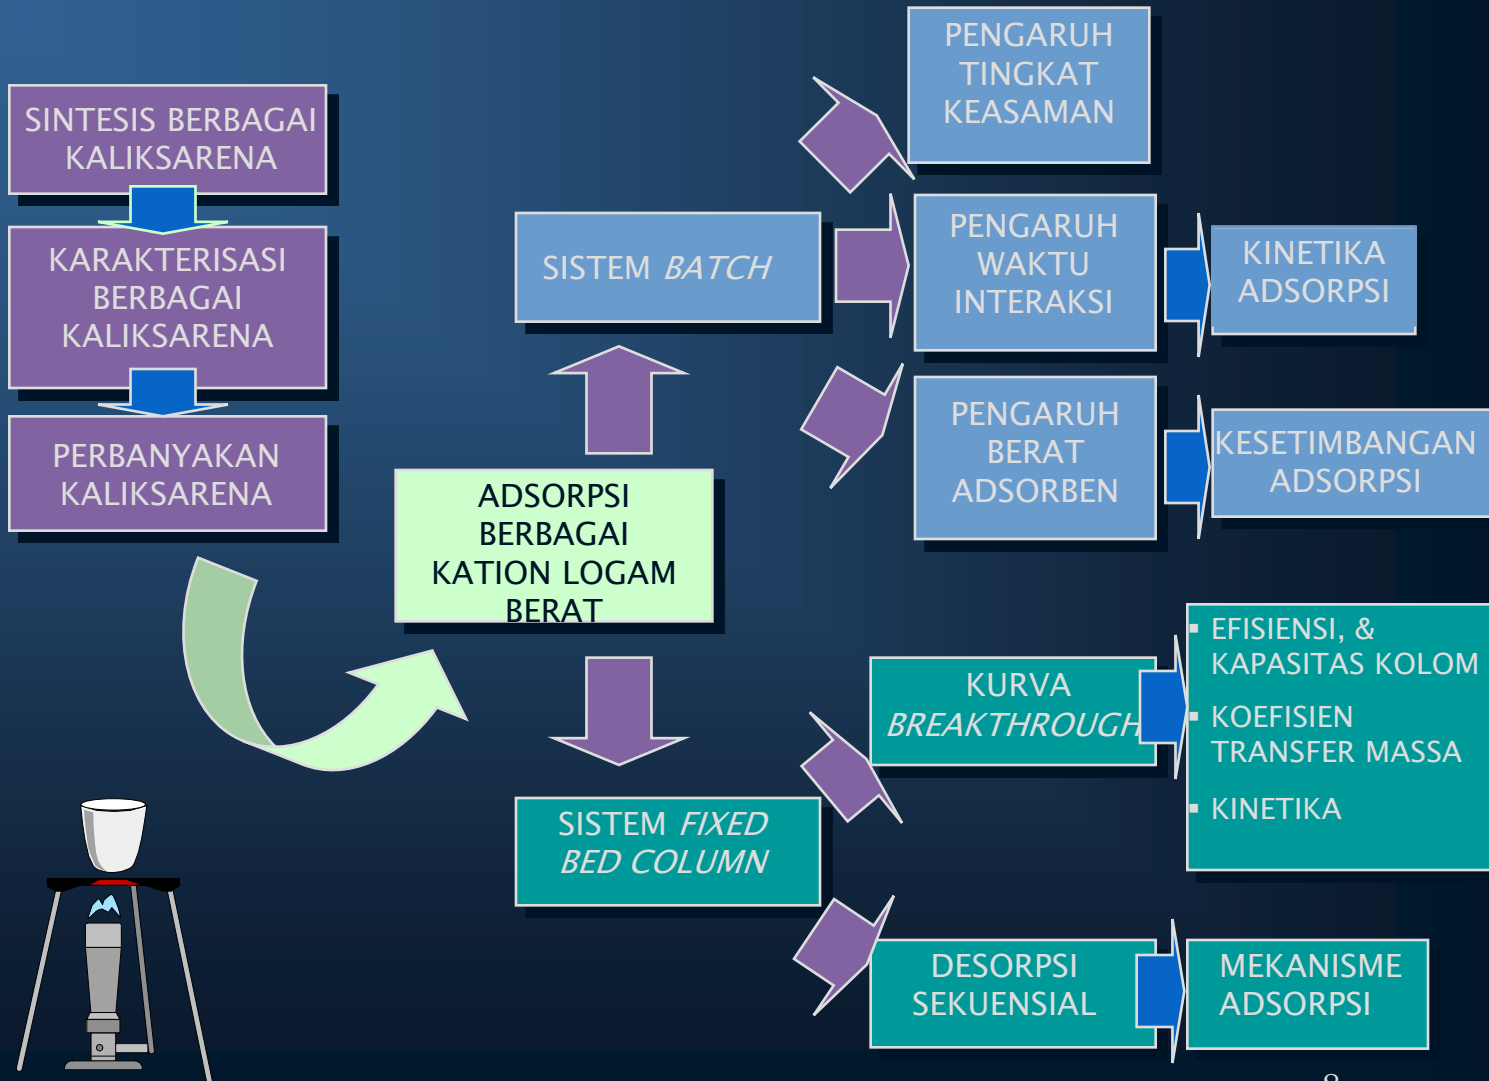 SINTESIS BERBAGAI
KALIKSARENA
KARAKTERISASI
BERBAGAI
KALIKSARENA
PERBANYAKAN
KALIKSARENA
ADSORPSI
BERBAGAI
KATION LOGAM
BERAT
SISTEM BATCH
PENGARUH
TINGKAT
KEASAMAN
PENGARUH
WAKTU
INTERAKSI
KINETIKA
ADSORPSI
PENGARUH
BERAT
ADSORBEN
KESETIMBANGAN
ADSORPSI
SISTEM FIXED
BED COLUMN
KURVA
BREAKTHROUGH
▪ EFISIENSI, &
KAPASITAS KOLOM
▪ KOEFISIEN
TRANSFER MASSA
▪ KINETIKA
DESORPSI
SEKUENSIAL
MEKANISME
ADSORPSI